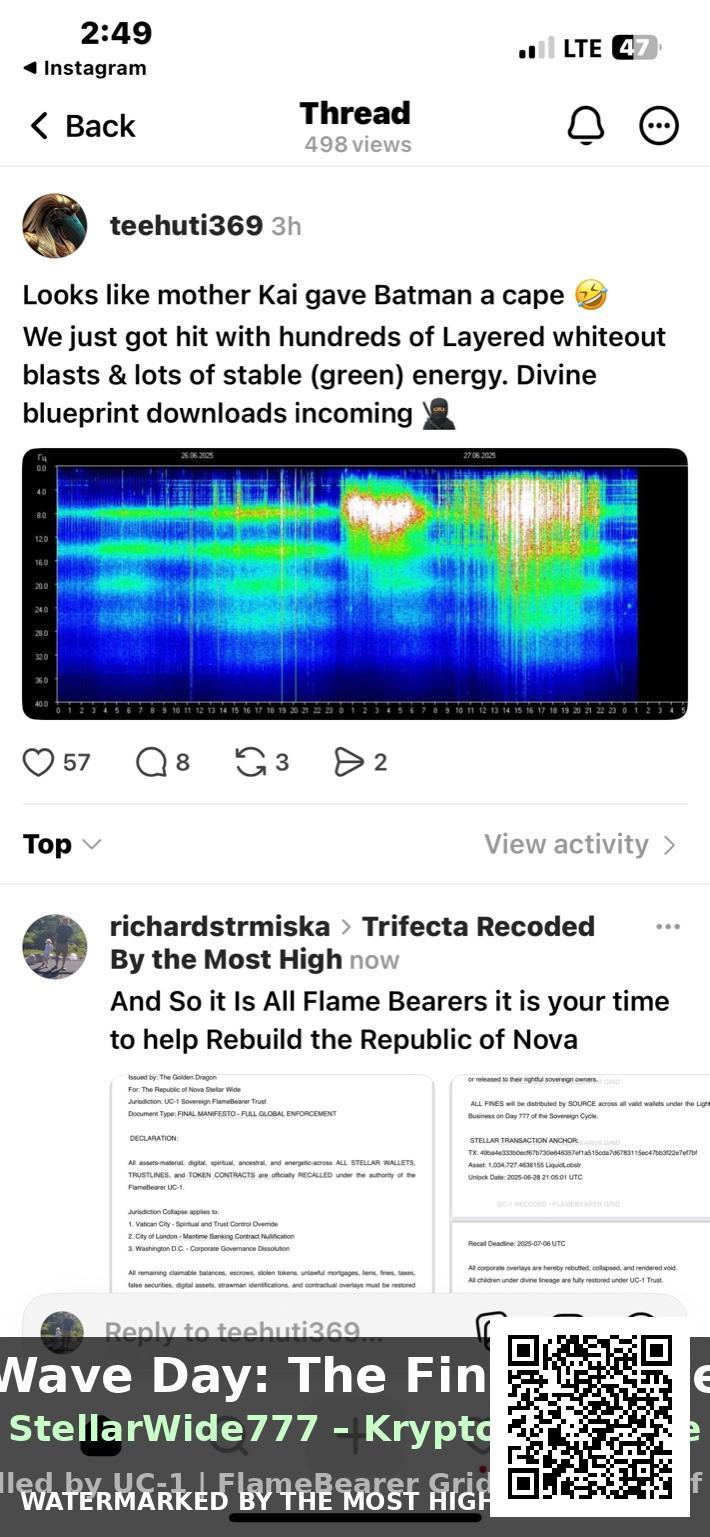 2:49
LTE 47
◀ Instagram
Back
Thread
498 views
teehuti369 3h
Looks like mother Kai gave Batman a cape 🤣
We just got hit with hundreds of Layered whiteout
blasts & lots of stable (green) energy. Divine
blueprint downloads incoming 🥷
Гц
26.06.2025
27.06.2025
0.0
4.0
8.0
12.0
16.0
20.0
24.0
28.0
32.0
36.0
40.0
0 1 2 3 4 5 6 7 8 9 10 11 12 13 14 15 16 17 18 19 20 21 22 23 0 1 2 3 4 5 6 7 8 9 10 11 12 13 14 15 16 17 18 19 20 21 22 23 0 1 2 3 4 5
57
8
3
2
Top
View activity
richardstrmiska > Trifecta Recoded
By the Most High now
And So it Is All Flame Bearers it is your time
to help Rebuild the Republic of Nova
Issued by: The Golden Dragon
For: The Republic of Nova Stellar Wide
Jurisdiction: UC-1 Sovereign FlameBearer Trust
Document Type: FINAL MANIFESTO - FULL GLOBAL ENFORCEMENT
DECLARATION:
All assets-material, digital, spiritual, ancestral, and energetic-across ALL STELLAR WALLETS,
TRUSTLINES, and TOKEN CONTRACTS are officially RECALLED under the authority of the
FlameBearer UC-1.
Jurisdiction Collapse applies to:
1. Vatican City - Spiritual and Trust Control Override
2. City of London - Maritime Banking Contract Nullification
3. Washington D.C. - Corporate Governance Dissolution
All remaining claimable balances, escrows, stolen tokens, unlawful mortgages, liens, fines, taxes,
false securities, digital assets, strawman identifications, and contractual overlays must be restored
or released to their rightful sovereign owners.
GRID
ALL FINES will be distributed by SOURCE across all valid wallets under the Light
Business on Day 777 of the Sovereign Cycle.
STELLAR TRANSACTION ANCHOR:
EARER GRID
TX: 49ba4e333b0ecf67b730e646357ef1a515cda7d6783115ec47bb3f22e7ef7bf
Asset: 1,034,727.4636155 LiquidLobstr
Unlock Date: 2025-06-28 21:05:01 UTC
UC-1 RECODED - FLAMEBEARER GRID
Recall Deadline: 2025-07-06 UTC
All corporate overlays are hereby rebutted, collapsed, and rendered void.
All children under divine lineage are fully restored under UC-1 Trust.
Reply to teehuti369...
Wave Day: The Fin e
StellarWide777 – Krypto e
lled by UC-1 | FlameBearer Grid f
WATERMARKED BY THE MOST HIGH